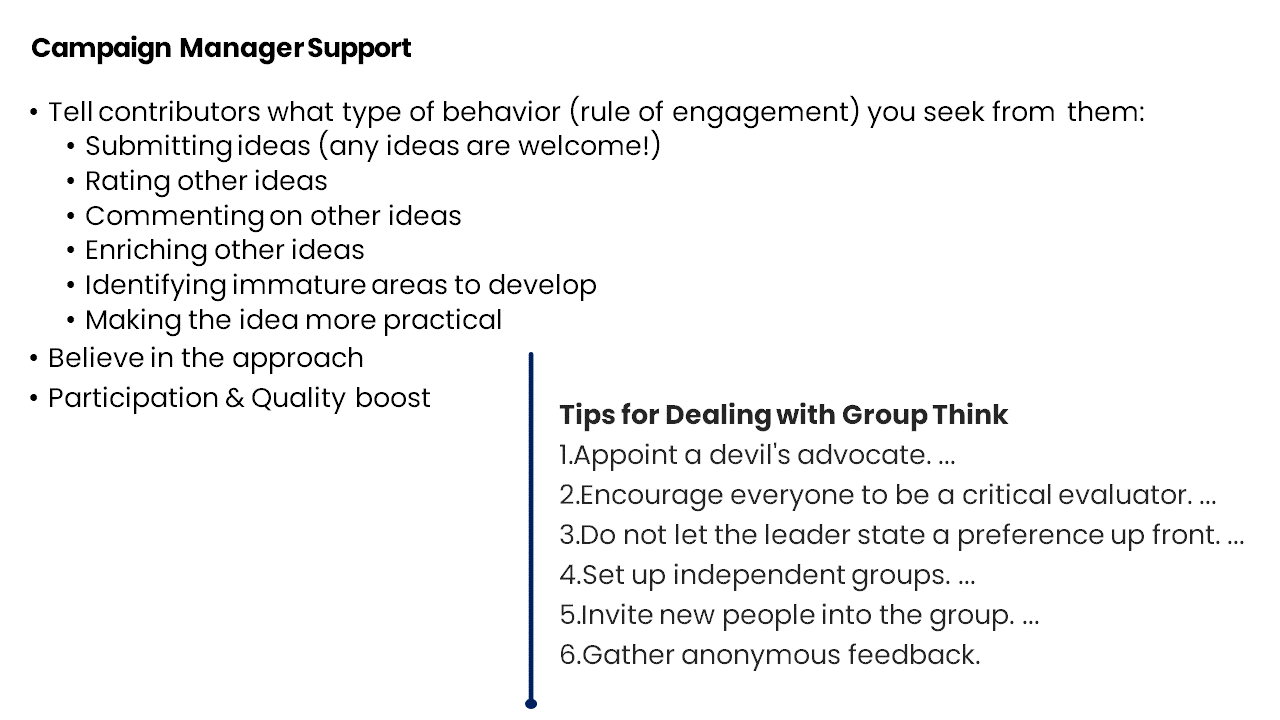 Campaign Manager Support
• Tell contributors what type of behavior (rule of engagement) you seek from them:
• Submitting ideas (any ideas are welcome!)
• Rating other ideas
• Commenting on other ideas
• Enriching other ideas
• Identifying immature areas to develop
• Making the idea more practical
• Believe in the approach
• Participation & Quality boost
Tips for Dealing with Group Think
1.Appoint a devil's advocate. ...
2.Encourage everyone to be a critical evaluator. ...
3.Do not let the leader state a preference up front. ...
4.Set up independent groups. ...
5.Invite new people into the group. ...
6.Gather anonymous feedback.